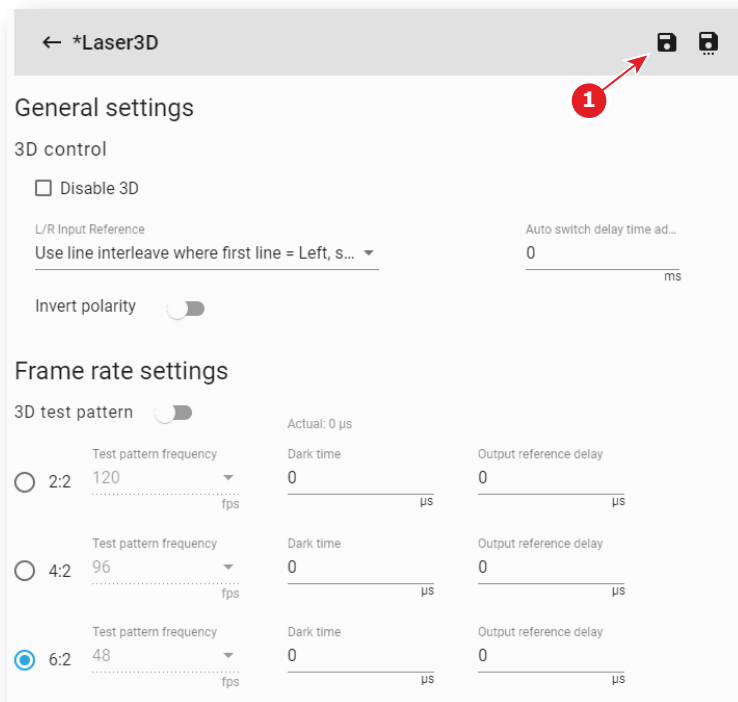 *Laser3D
1
General settings
3D control
Disable 3D
L/R Input Reference
Auto switch delay time ad...
Use line interleave where first line = Left, s...
0
ms
Invert polarity
Frame rate settings
3D test pattern
Actual: 0 µs
Test pattern frequency
Dark time
Output reference delay
2:2
120
0
0
fps
µs
µs
Test pattern frequency
Dark time
Output reference delay
4:2
96
0
0
fps
µs
µs
Test pattern frequency
Dark time
Output reference delay
6:2
48
0
0
fps
µs
µs